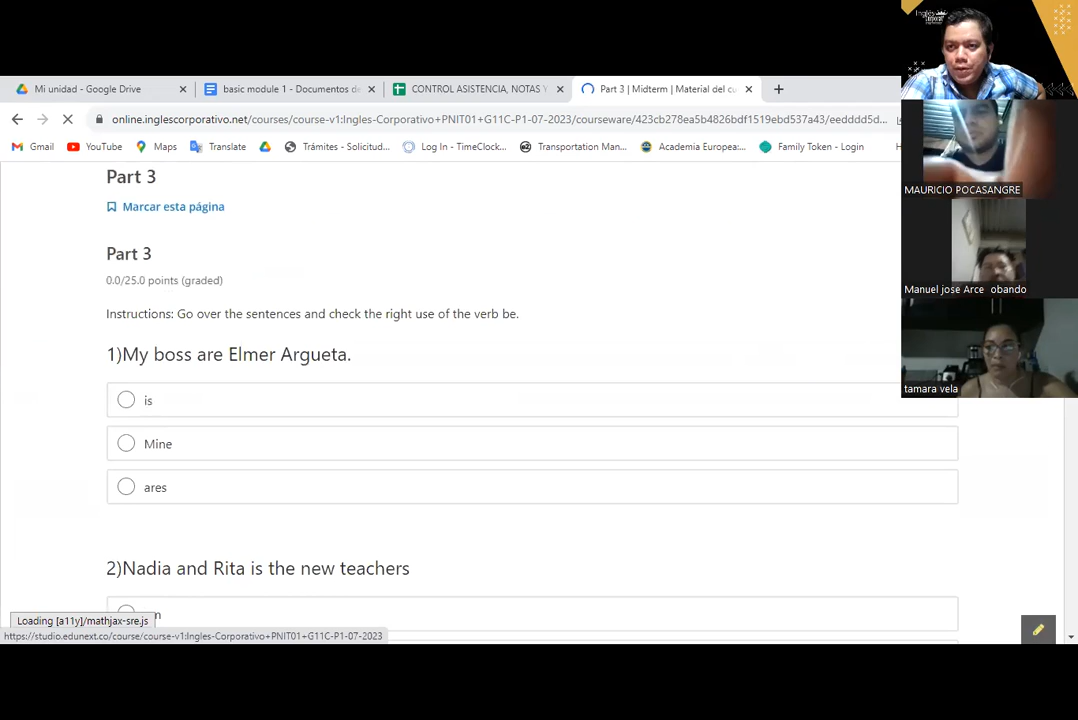 Mi unidad - Google Drive
basic module 1 - Documentos de
CONTROL ASISTENCIA, NOTAS Y
Part 3 | Midterm | Material del cu
online.inglescorporativo.net/courses/course-v1:Ingles-Corporativo+PNIT01+G11C-P1-07-2023/courseware/423cb278ea5b4826bdf1519ebd537a43/eedddd5d...
Gmail
YouTube
Maps
Translate
Trámites - Solicitud...
Log In - TimeClock...
Transportation Man...
Academia Europea:...
Family Token - Login
Part 3
Marcar esta página
Part 3
0.0/25.0 points (graded)
Instructions: Go over the sentences and check the right use of the verb be.
1)My boss are Elmer Argueta.
is
Mine
ares
2)Nadia and Rita is the new teachers
Loading [a11y]/mathjax-sre.js
https://studio.edunext.co/course/course-v1:Ingles-Corporativo+PNIT01+G11C-P1-07-2023
MAURICIO POCASANGRE
Manuel jose Arce obando
tamara vela